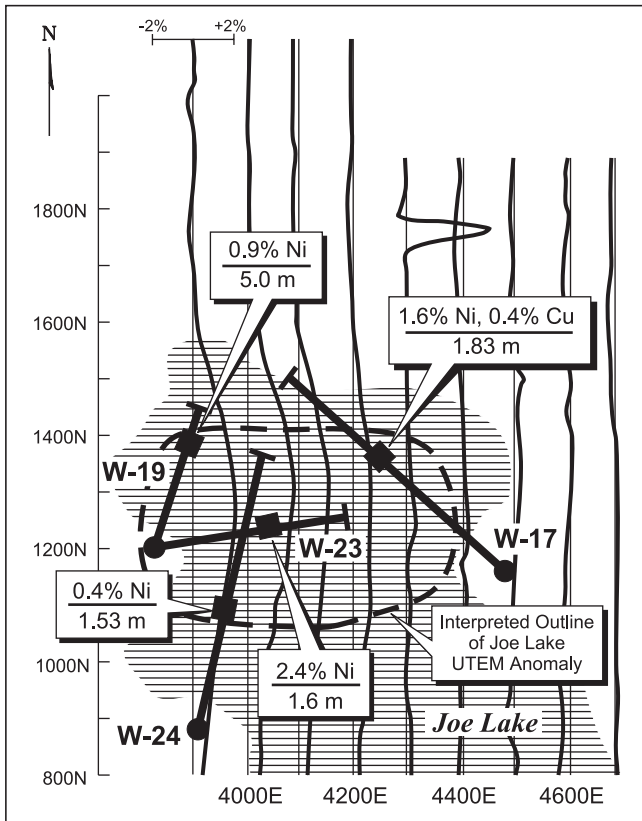 N
-2% +2%
1800N
0.9% Ni
5.0 m
1600N
1.6% Ni, 0.4% Cu
1.83 m
1400N
W-19
1200N
W-23
W-17
0.4% Ni
1.53 m
Interpreted Outline
of Joe Lake
UTEM Anomaly
1000N
2.4% Ni
1.6 m
Joe Lake
W-24
800N
4000E 4200E 4400E 4600E